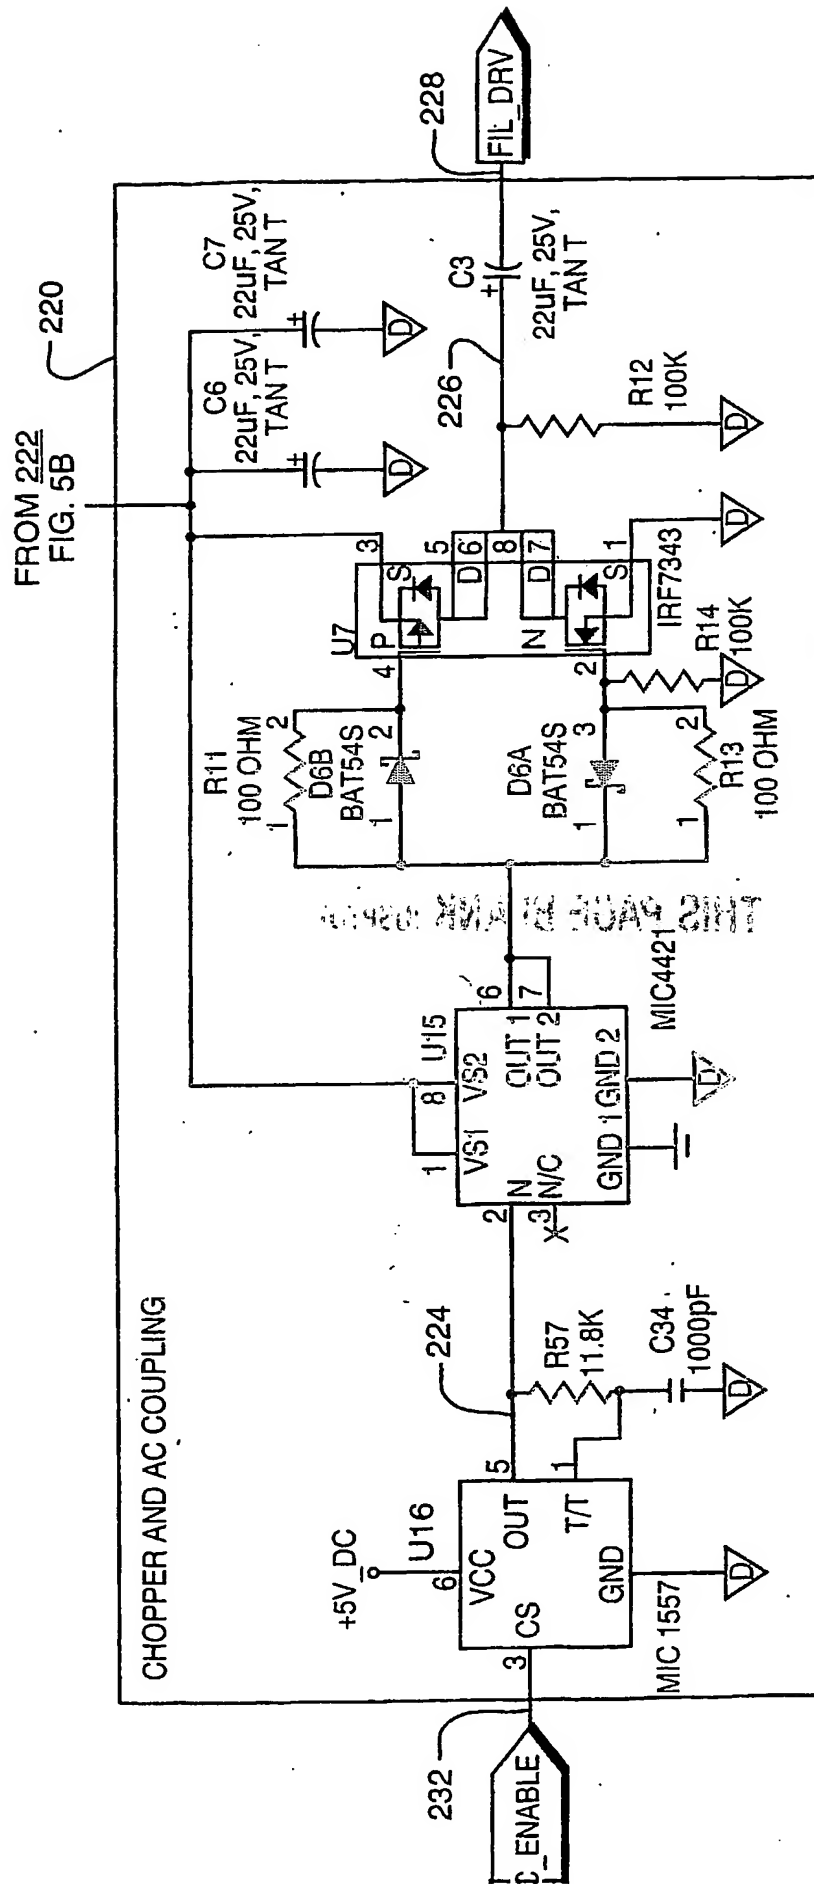 FROM 222
FIG. 5B
220
CHOPPER AND AC COUPLING
C6
22uF, 25V,
TAN T
C7
22uF, 25V,
TAN T
C_ENABLE
232
+5V_DC
6
U16
VCC
3
CS
OUT
5
T/T
1
GND
MIC 1557
D
224
R57
11.8K
C34
1000pF
D
1
8
U15
VS1
VS2
2
N
3
N/C
X
OUT 1
6
OUT 2
7
GND 1
GND 2
MIC4421
D
THIS PAGE BLANK (USPTO)
R11
100 OHM
1
2
D6B
BAT54S
1
2
D6A
BAT54S
1
3
R13
100 OHM
1
2
R14
100K
D
U7
4
P
S
3
5
D
6
8
D
7
N
2
S
1
IRF7343
D
D
D
226
R12
100K
D
C3
22uF, 25V,
TAN T
228
FIL_DRV